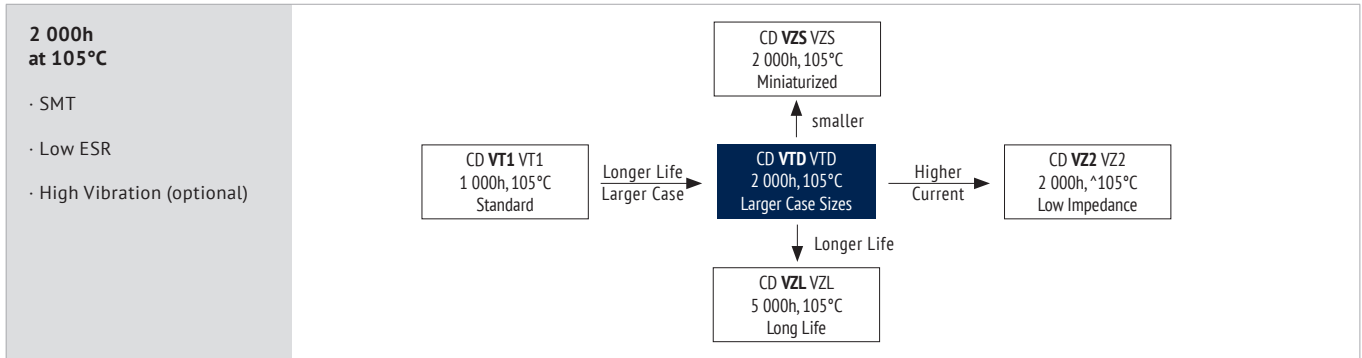 2 000h
at 105°C
· SMT
· Low ESR
· High Vibration (optional)
CD VZS VZS
2 000h, 105°C
Miniaturized
smaller
CD VT1 VT1
1 000h, 105°C
Standard
Longer Life
Larger Case
CD VTD VTD
2 000h, 105°C
Larger Case Sizes
Higher
Current
CD VZ2 VZ2
2 000h, ^105°C
Low Impedance
Longer Life
CD VZL VZL
5 000h, 105°C
Long Life